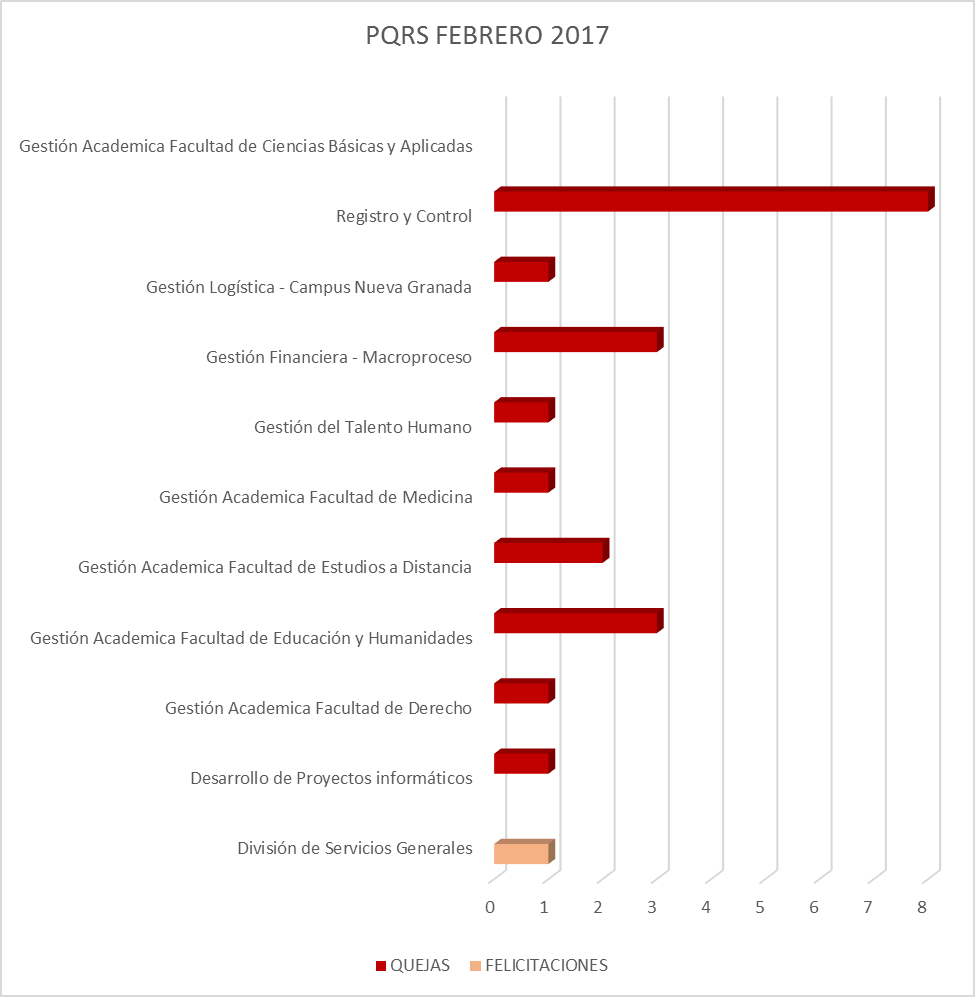 PQRS FEBRERO 2017
Gestión Academica Facultad de Ciencias Básicas y Aplicadas
Registro y Control
Gestión Logística - Campus Nueva Granada
Gestión Financiera - Macroproceso
Gestión del Talento Humano
Gestión Academica Facultad de Medicina
Gestión Academica Facultad de Estudios a Distancia
Gestión Academica Facultad de Educación y Humanidades
Gestión Academica Facultad de Derecho
Desarrollo de Proyectos informáticos
División de Servicios Generales
0 1 2 3 4 5 6 7 8
QUEJAS FELICITACIONES